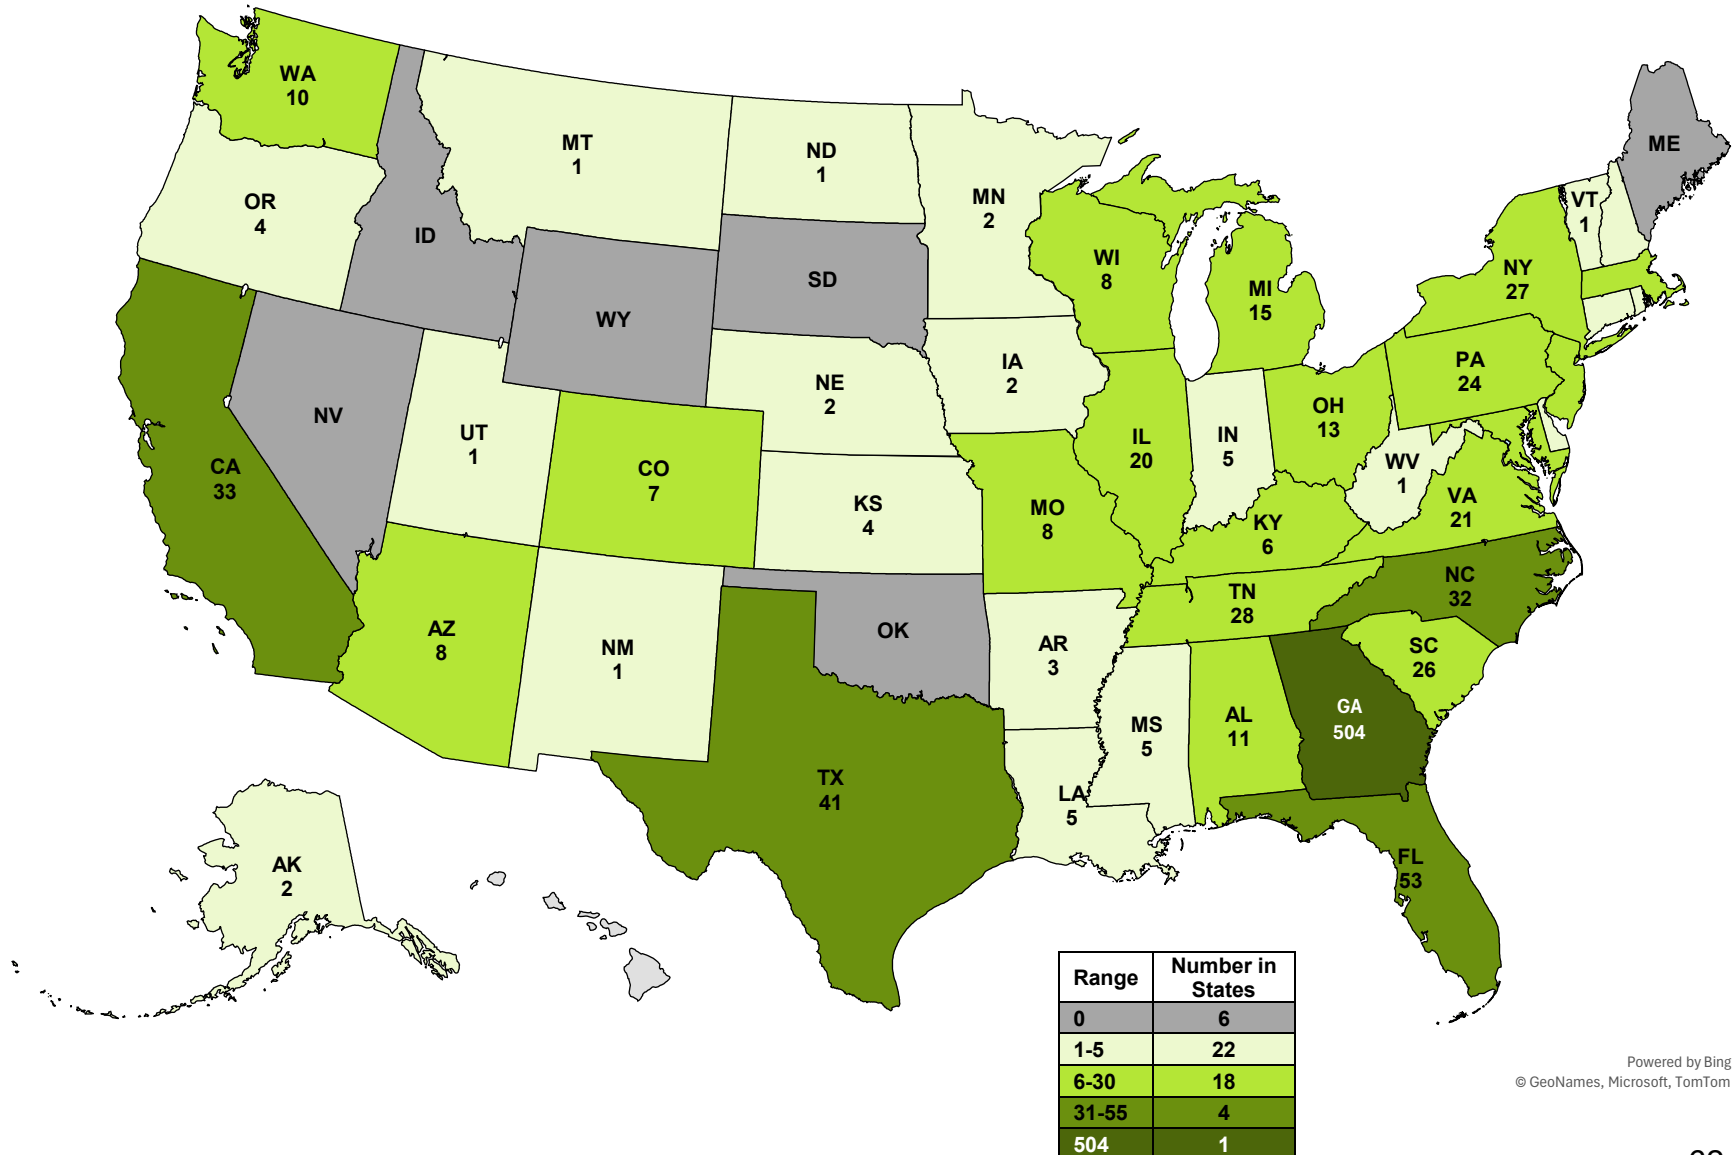 WA
10
MT
1
ND
1
MN
2
OR
4
ID
WY
SD
WI
8
MI
15
NY
27
VT
1
ME
NV
UT
1
CO
7
NE
2
IA
2
IL
20
IN
5
OH
13
PA
24
CA
33
KS
4
MO
8
KY
6
WV
1
VA
21
AZ
8
NM
1
OK
AR
3
TN
28
NC
32
SC
26
TX
41
LA
5
MS
5
AL
11
GA
504
FL
53
AK
2
Range Number in States
0 6
1-5 22
6-30 18
31-55 4
504 1
Powered by Bing
© GeoNames, Microsoft, TomTom